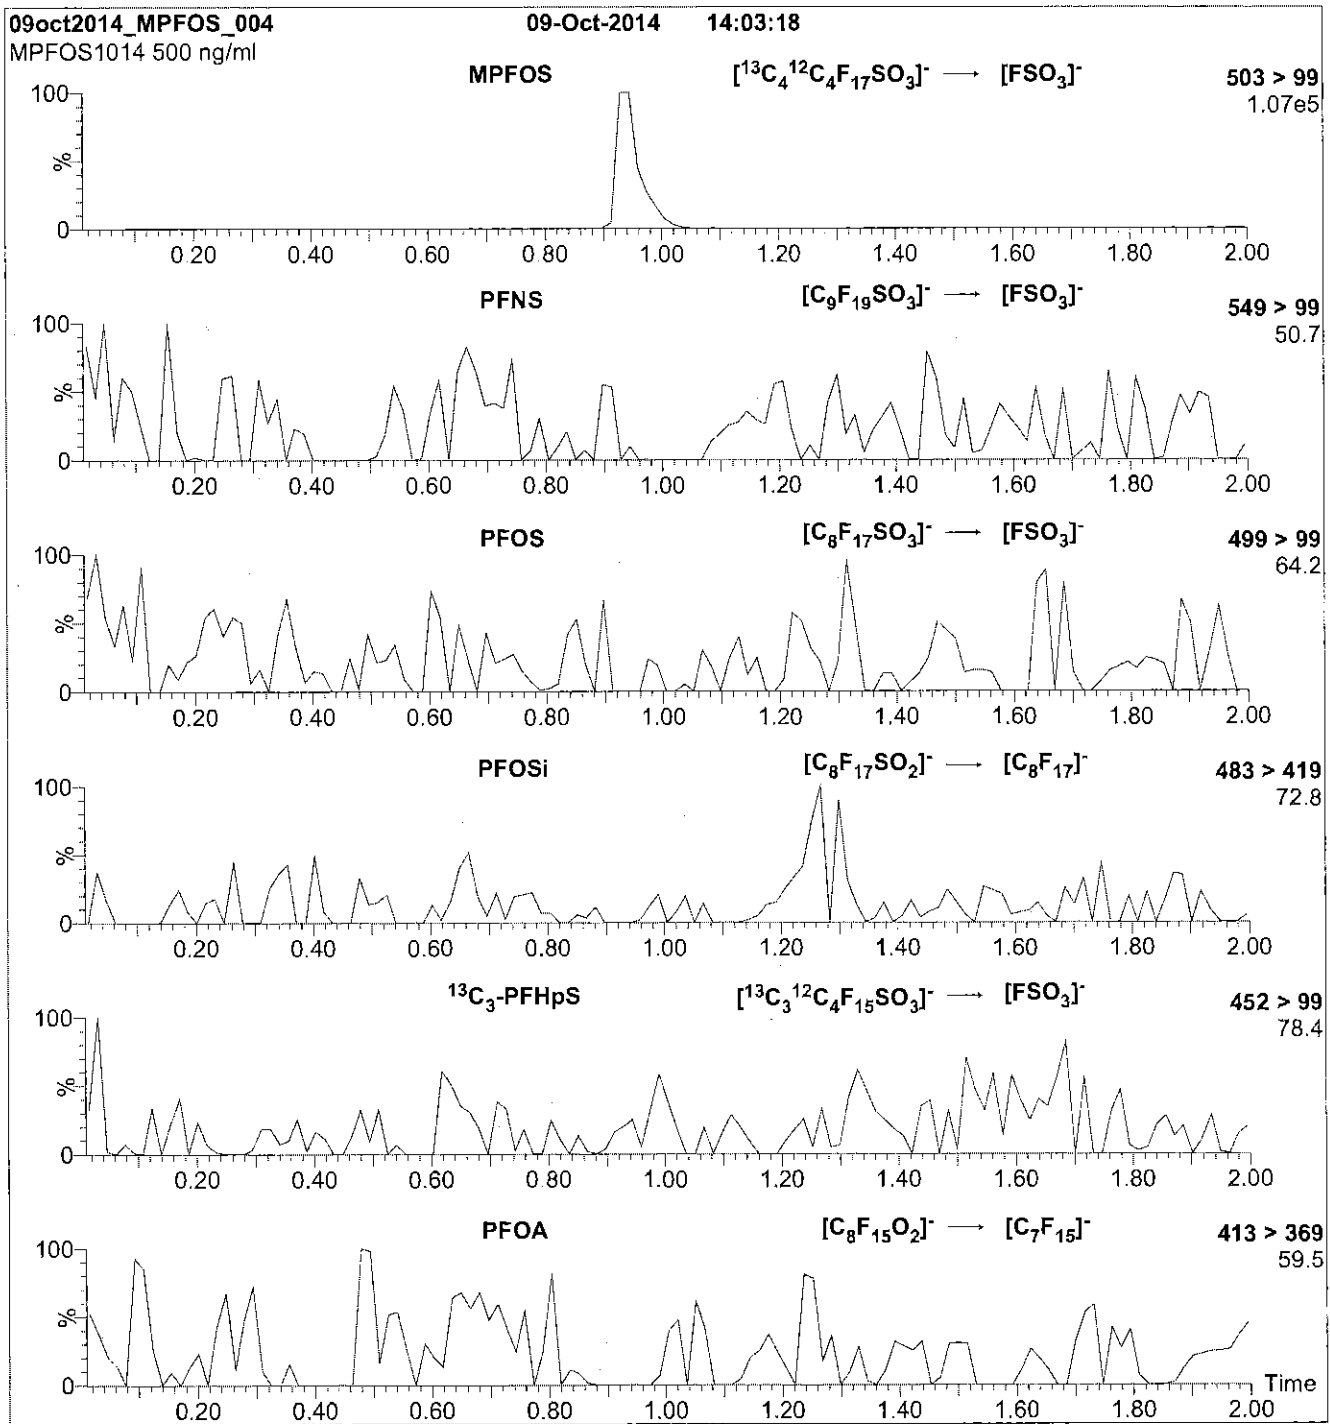 09oct2014_MPFOS_004 09-Oct-2014 14:03:18
MPFOS1014 500 ng/ml
MPFOS [¹³C₄¹²C₄F₁₇SO₃]⁻ → [FSO₃]⁻ 503 > 99
1.07e5
100
%
0
0.20 0.40 0.60 0.80 1.00 1.20 1.40 1.60 1.80 2.00
PFNS [C₉F₁₉SO₃]⁻ → [FSO₃]⁻ 549 > 99
50.7
100
%
0
0.20 0.40 0.60 0.80 1.00 1.20 1.40 1.60 1.80 2.00
PFOS [C₈F₁₇SO₃]⁻ → [FSO₃]⁻ 499 > 99
64.2
100
%
0
0.20 0.40 0.60 0.80 1.00 1.20 1.40 1.60 1.80 2.00
PFOSi [C₈F₁₇SO₂]⁻ → [C₈F₁₇]⁻ 483 > 419
72.8
100
%
0
0.20 0.40 0.60 0.80 1.00 1.20 1.40 1.60 1.80 2.00
¹³C₃-PFHpS [¹³C₃¹²C₄F₁₅SO₃]⁻ → [FSO₃]⁻ 452 > 99
78.4
100
%
0
0.20 0.40 0.60 0.80 1.00 1.20 1.40 1.60 1.80 2.00
PFOA [C₈F₁₅O₂]⁻ → [C₇F₁₅]⁻ 413 > 369
59.5
100
%
0
Time
0.20 0.40 0.60 0.80 1.00 1.20 1.40 1.60 1.80 2.00